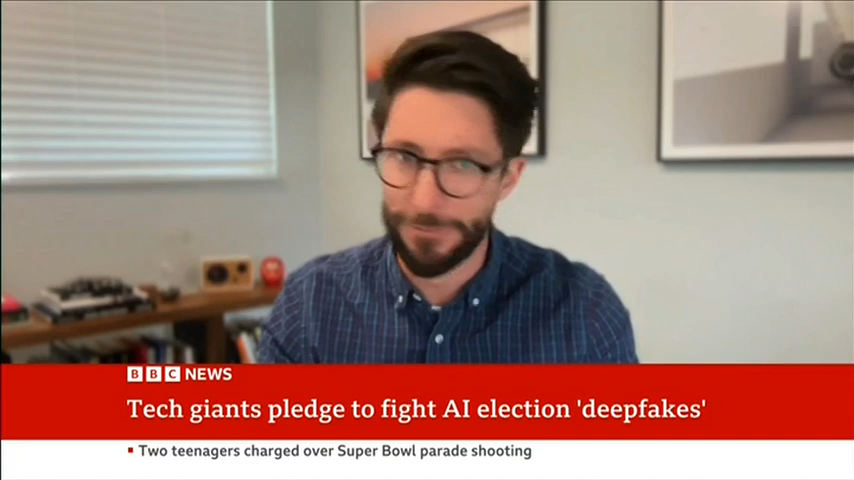 BBC NEWS
Tech giants pledge to fight AI election 'deepfakes'
Two teenagers charged over Super Bowl parade shooting